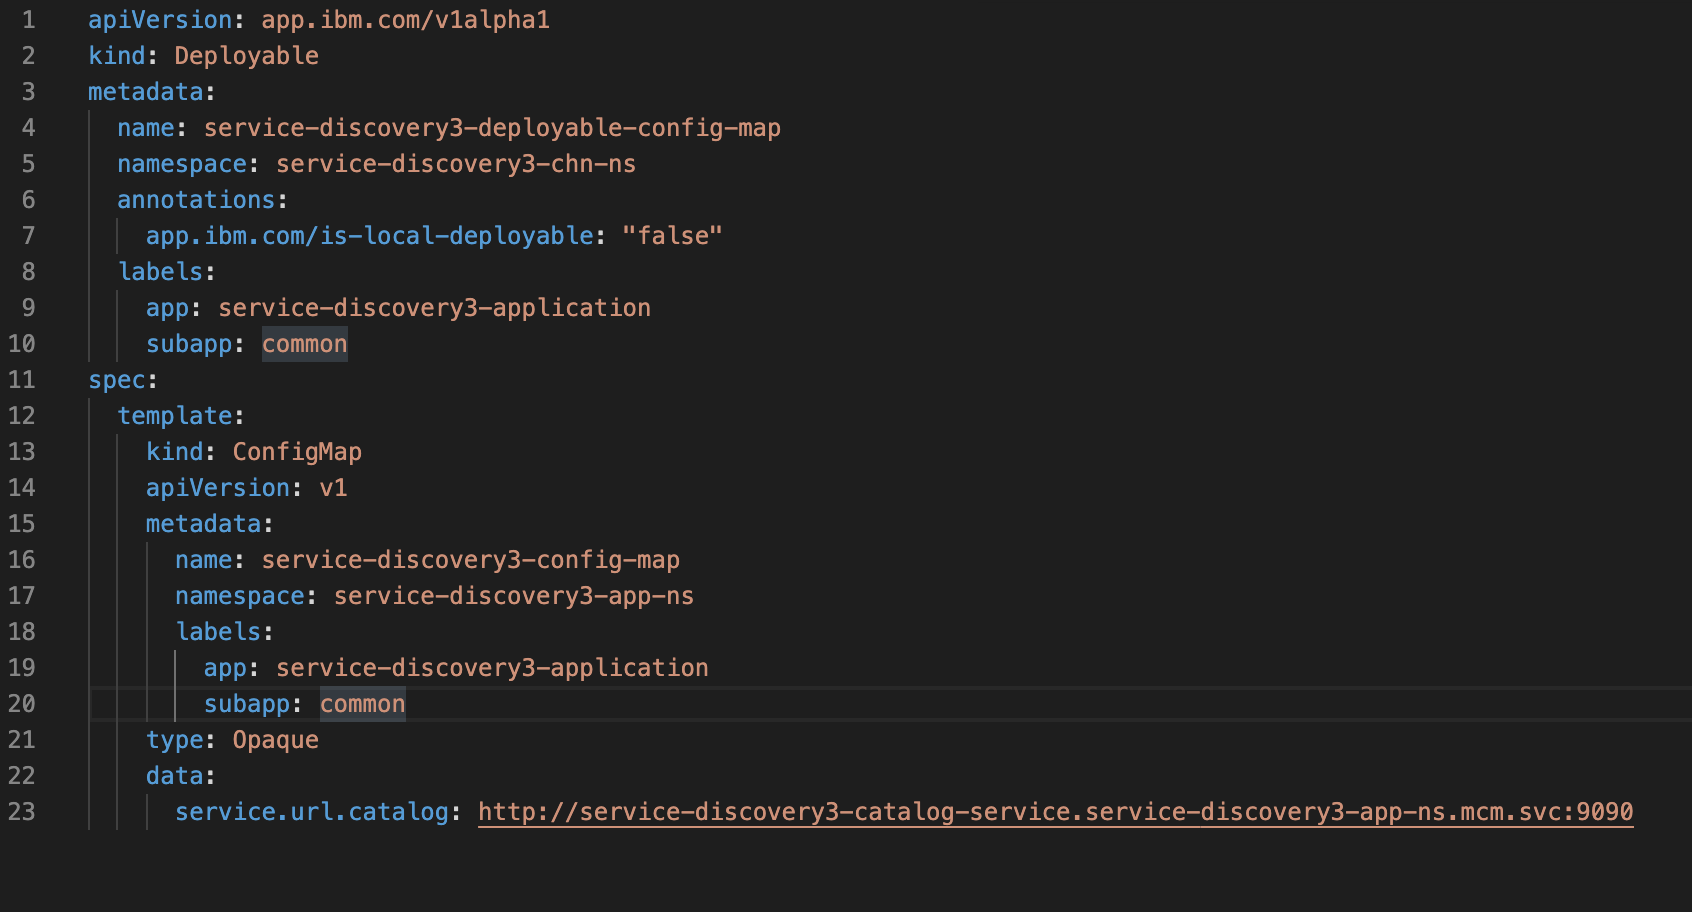 1 apiVersion: app.ibm.com/v1alpha1
2 kind: Deployable
3 metadata:
4   name: service-discovery3-deployable-config-map
5   namespace: service-discovery3-chn-ns
6   annotations:
7     app.ibm.com/is-local-deployable: "false"
8   labels:
9     app: service-discovery3-application
10     subapp: common
11 spec:
12   template:
13     kind: ConfigMap
14     apiVersion: v1
15     metadata:
16       name: service-discovery3-config-map
17       namespace: service-discovery3-app-ns
18       labels:
19         app: service-discovery3-application
20         subapp: common
21     type: Opaque
22     data:
23       service.url.catalog: http://service-discovery3-catalog-service.service-discovery3-app-ns.mcm.svc:9090